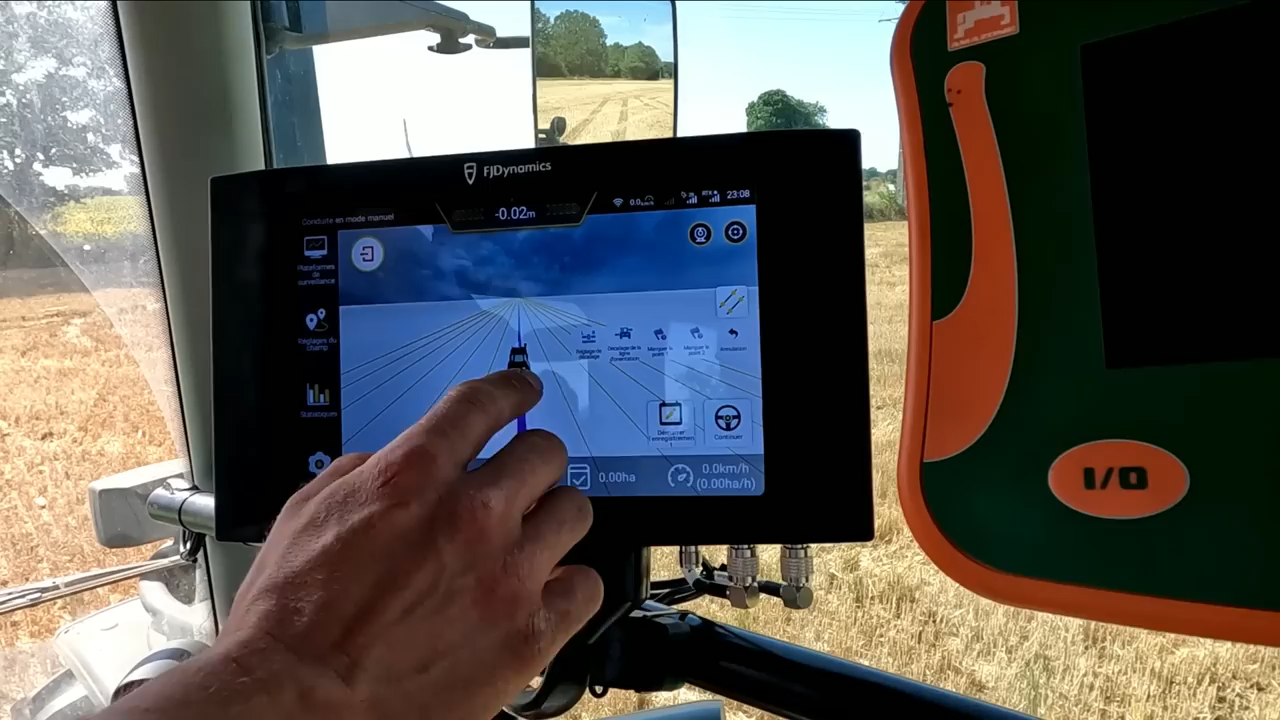 AMAZONE
FJDynamics
Conduite en mode manuel
-0.02m
0.0
RTK
23:08
Plateformes
de
surveillance
Réglages du
champ
Statistiques
Réglage de
décalage
Décalage de la
ligne
d'orientation
Marquer le
point 1
Marquer le
point 2
Annulation
Démarrer
l'enregistremen
t
Continuer
0.00ha
0.0km/h
(0.00ha/h)
I/O